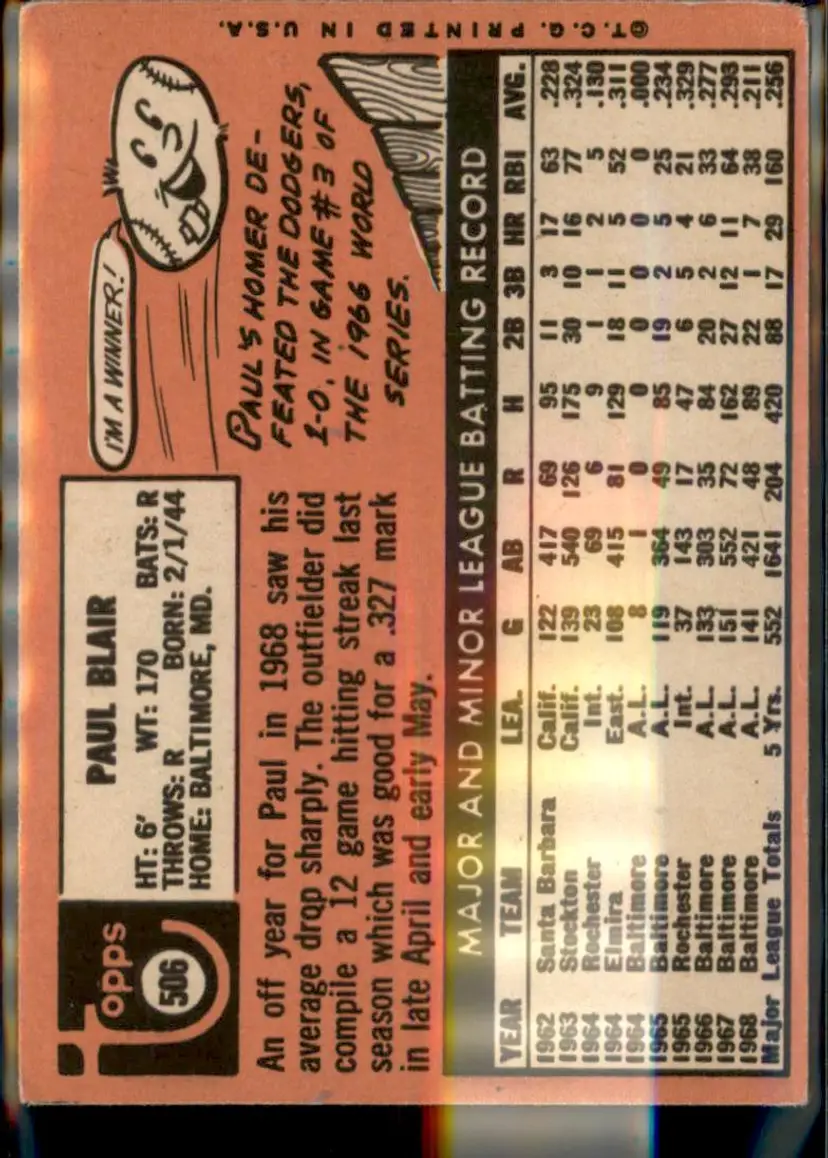 Topps
506
PAUL BLAIR
HT: 6' WT: 170 BATS: R
THROWS: R BORN: 2/1/44
HOME: BALTIMORE, MD.
I'M A WINNER!
An off year for Paul in 1968 saw his
average drop sharply. The outfielder did
compile a 12 game hitting streak last
season which was good for a .327 mark
in late April and early May.
PAUL'S HOMER DE-
FEATED THE DODGERS,
1-0, IN GAME #3 OF
THE 1966 WORLD
SERIES.
MAJOR AND MINOR LEAGUE BATTING RECORD
YEAR TEAM LEA. G AB R H 2B 3B HR RBI AVG.
1962 Santa Barbara Calif. 122 417 69 95 11 3 17 63 .228
1963 Stockton Calif. 139 540 126 175 30 10 16 77 .324
1964 Rochester Int. 23 69 6 9 1 1 2 5 .130
1964 Elmira East. 108 415 81 129 18 11 5 52 .311
1964 Baltimore A.L. 8 1 0 0 0 0 0 0 .000
1965 Baltimore A.L. 119 364 49 85 19 2 5 25 .234
1965 Rochester Int. 37 143 17 47 6 5 4 21 .329
1966 Baltimore A.L. 133 303 35 84 20 2 6 33 .277
1967 Baltimore A.L. 151 552 72 162 27 12 11 64 .293
1968 Baltimore A.L. 141 421 48 89 22 1 7 38 .211
Major League Totals 5 Yrs. 552 1641 204 420 88 17 29 160 .256
©T.C.G. PRINTED IN U.S.A.